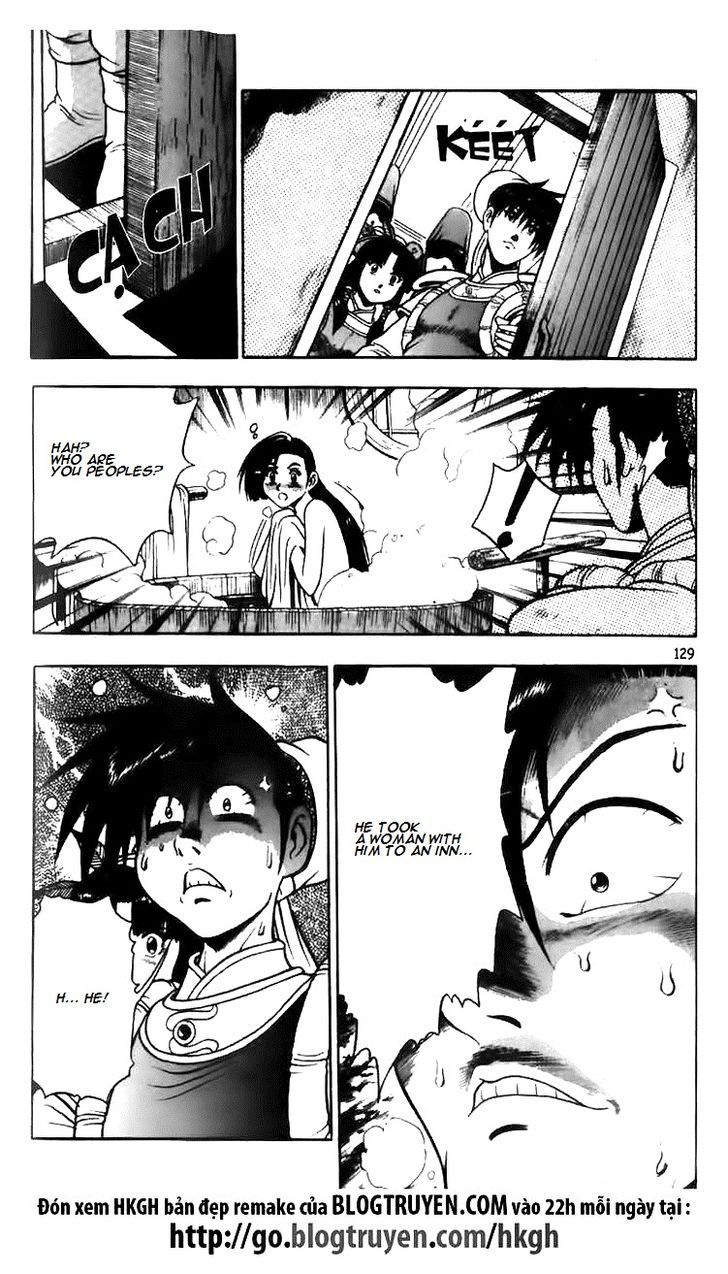 CẠCH
KÉÉÉT
HAH?
WHO ARE
YOU PEOPLES?
!
129
H... HE!
HE TOOK
A WOMAN WITH
HIM TO AN INN...
Đón xem HKGH bản đẹp remake của BLOGTRUYEN.COM vào 22h mỗi ngày tại :
http://go.blogtruyen.com/hkgh